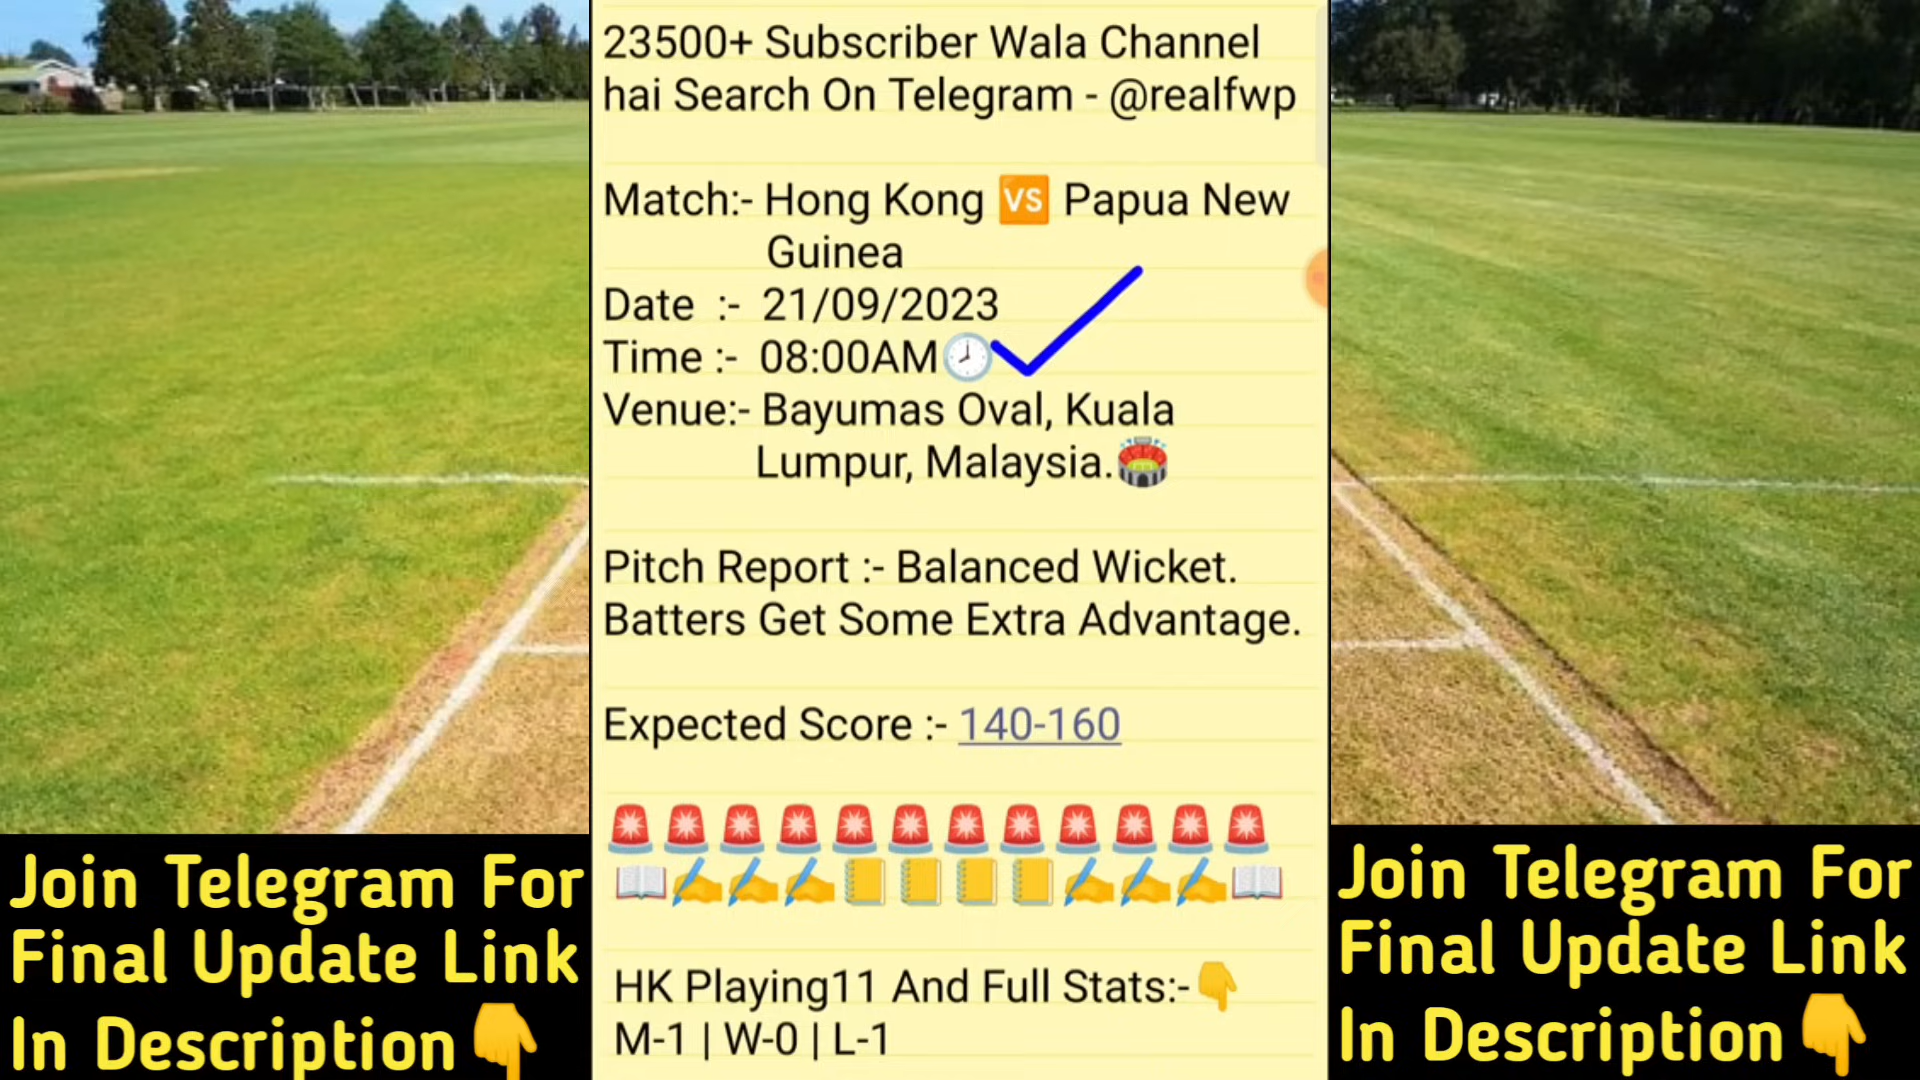 23500+ Subscriber Wala Channel
hai Search On Telegram - @realfwp
Match:- Hong Kong 🆚 Papua New
Guinea
Date :- 21/09/2023
Time :- 08:00AM🕗
Venue:- Bayumas Oval, Kuala
Lumpur, Malaysia.🏟️
Pitch Report :- Balanced Wicket.
Batters Get Some Extra Advantage.
Expected Score :- 140-160
🚨🚨🚨🚨🚨🚨🚨🚨🚨🚨🚨🚨
📖✍️✍️✍️📒📒📒📒✍️✍️✍️📖
HK Playing11 And Full Stats:-👇
M-1 | W-0 | L-1
Join Telegram For
Final Update Link
In Description👇
Join Telegram For
Final Update Link
In Description👇